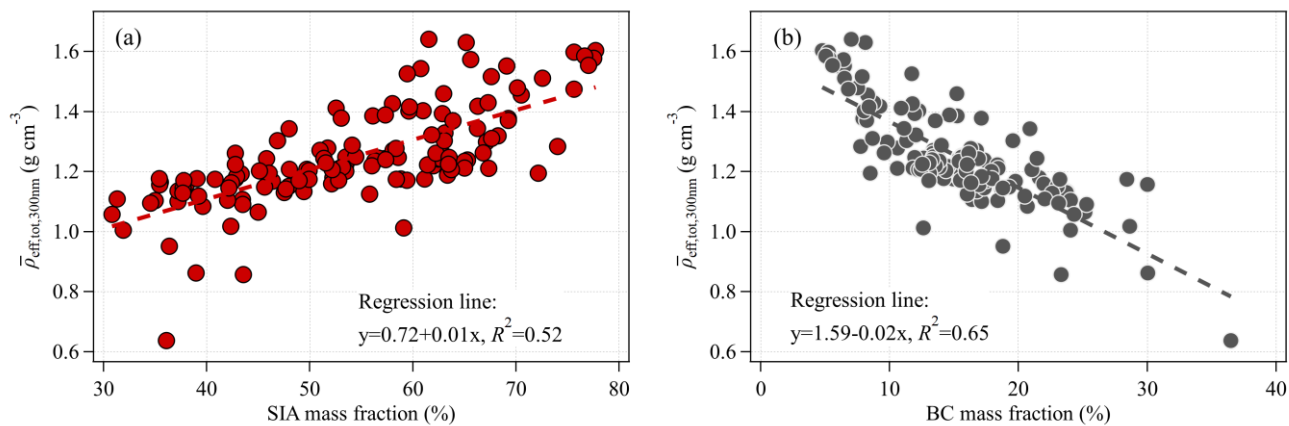 (a)
1.6
1.4
1.2
1.0
0.8
0.6
ρ̄eff,tot,300nm (g cm⁻³)
Regression line:
y=0.72+0.01x, R²=0.52
30 40 50 60 70 80
SIA mass fraction (%)
(b)
1.6
1.4
1.2
1.0
0.8
0.6
ρ̄eff,tot,300nm (g cm⁻³)
Regression line:
y=1.59-0.02x, R²=0.65
0 10 20 30 40
BC mass fraction (%)